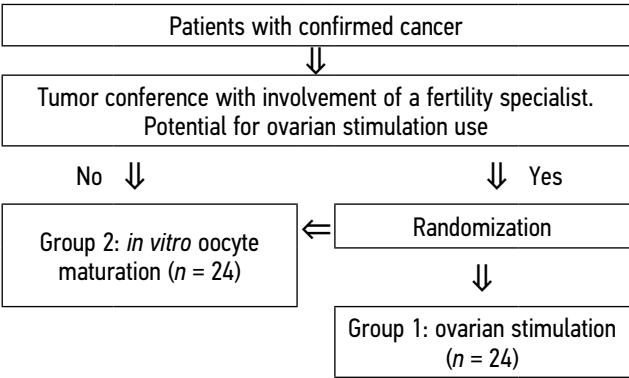 Patients with confirmed cancer
⇓
Tumor conference with involvement of a fertility specialist.
Potential for ovarian stimulation use
No ⇓
⇓ Yes
Group 2: in vitro oocyte
maturation (n = 24)
⇐
Randomization
⇓
Group 1: ovarian stimulation
(n = 24)